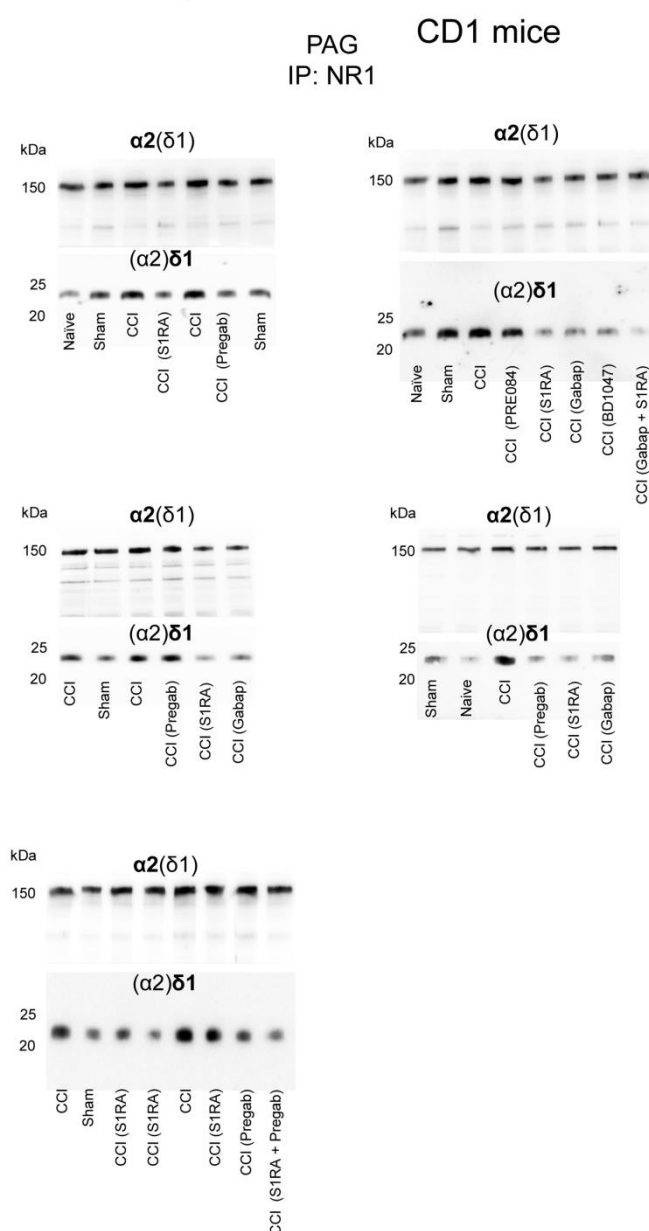 PAG
IP: NR1
CD1 mice
α2(δ1)
kDa
150
(α2)δ1
25
20
Naïve
Sham
CCI
CCI (S1RA)
CCI
CCI (Pregab)
Sham
α2(δ1)
kDa
150
(α2)δ1
25
20
Naïve
Sham
CCI
CCI (PRE084)
CCI (S1RA)
CCI (Gabap)
CCI (BD1047)
CCI (Gabap + S1RA)
α2(δ1)
kDa
150
(α2)δ1
25
20
CCI
Sham
CCI
CCI (Pregab)
CCI (S1RA)
CCI (Gabap)
α2(δ1)
kDa
150
(α2)δ1
25
20
Sham
Naïve
CCI
CCI (Pregab)
CCI (S1RA)
CCI (Gabap)
α2(δ1)
kDa
150
(α2)δ1
25
20
CCI
Sham
CCI (S1RA)
CCI (S1RA)
CCI
CCI (S1RA)
CCI (Pregab)
CCI (S1RA + Pregab)